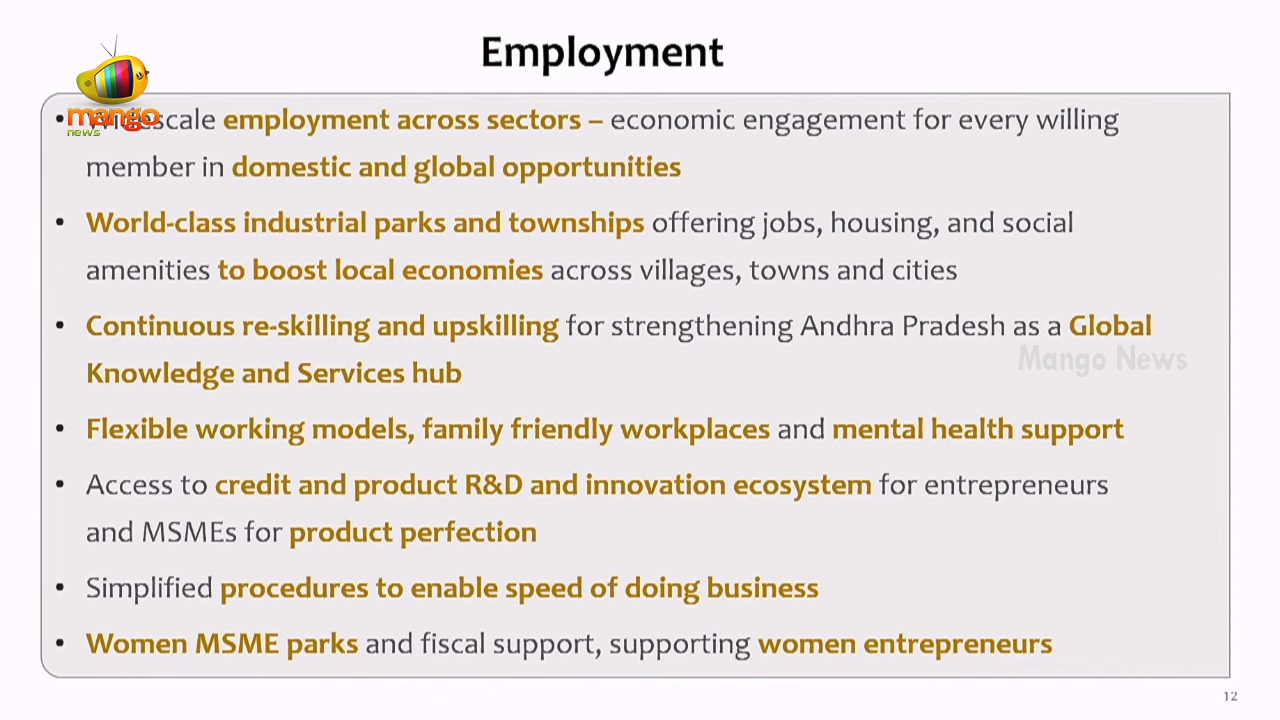 Employment
mango
news
• scale employment across sectors – economic engagement for every willing
member in domestic and global opportunities
• World-class industrial parks and townships offering jobs, housing, and social
amenities to boost local economies across villages, towns and cities
• Continuous re-skilling and upskilling for strengthening Andhra Pradesh as a Global
Knowledge and Services hub
Mango News
• Flexible working models, family friendly workplaces and mental health support
• Access to credit and product R&D and innovation ecosystem for entrepreneurs
and MSMEs for product perfection
• Simplified procedures to enable speed of doing business
• Women MSME parks and fiscal support, supporting women entrepreneurs
12